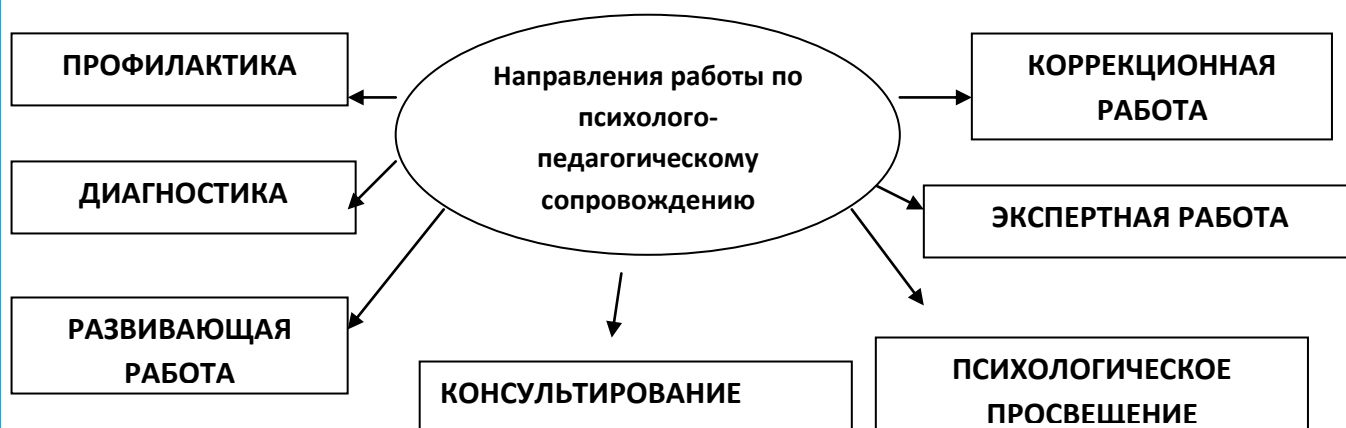 Направления работы по
психолого-
педагогическому
сопровождению
ПРОФИЛАКТИКА
ДИАГНОСТИКА
РАЗВИВАЮЩАЯ
РАБОТА
КОНСУЛЬТИРОВАНИЕ
ПСИХОЛОГИЧЕСКОЕ
ПРОСВЕЩЕНИЕ
ЭКСПЕРТНАЯ РАБОТА
КОРРЕКЦИОННАЯ
РАБОТА